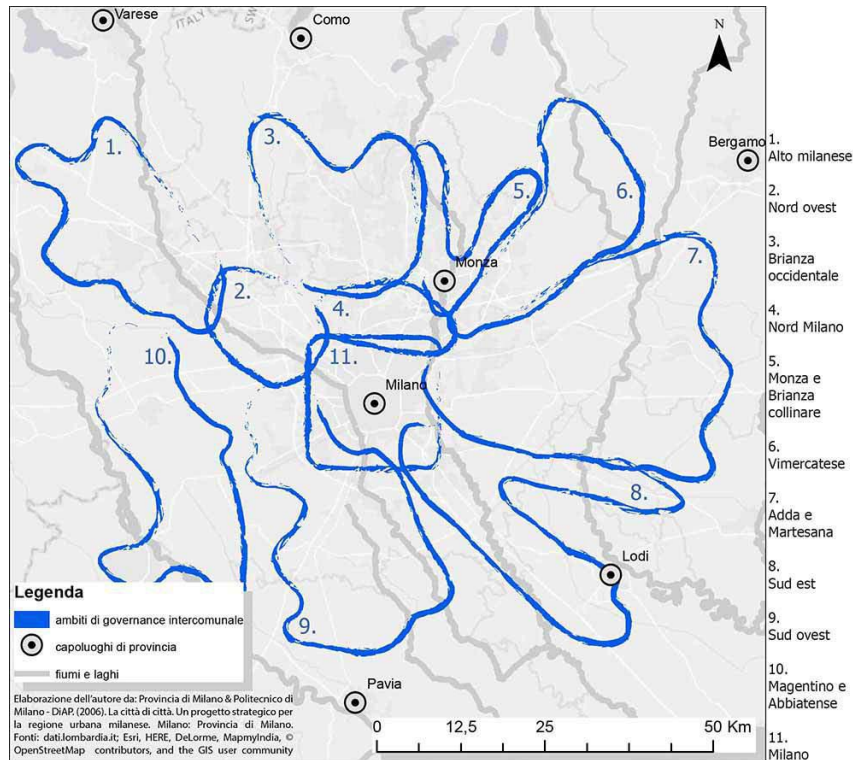 Varese
Como
ITALY
SW
N
Bergamo
1.
2.
3.
4.
5.
6.
7.
8.
9.
10.
11.
Monza
Milano
Lodi
Pavia
1.
Alto milanese
2.
Nord ovest
3.
Brianza
occidentale
4.
Nord Milano
5.
Monza e
Brianza
collinare
6.
Vimercatese
7.
Adda e
Martesana
8.
Sud est
9.
Sud ovest
10.
Magentino e
Abbiatense
11.
Milano
Legenda
ambiti di governance intercomunale
capoluoghi di provincia
fiumi e laghi
Elaborazione dell'autore da: Provincia di Milano & Politecnico di
Milano - DiAP. (2006). La città di città. Un progetto strategico per
la regione urbana milanese. Milano: Provincia di Milano.
Fonti: dati.lombardia.it; Esri, HERE, DeLorme, MapmyIndia, ©
OpenStreetMap contributors, and the GIS user community
0 12,5 25 50 Km